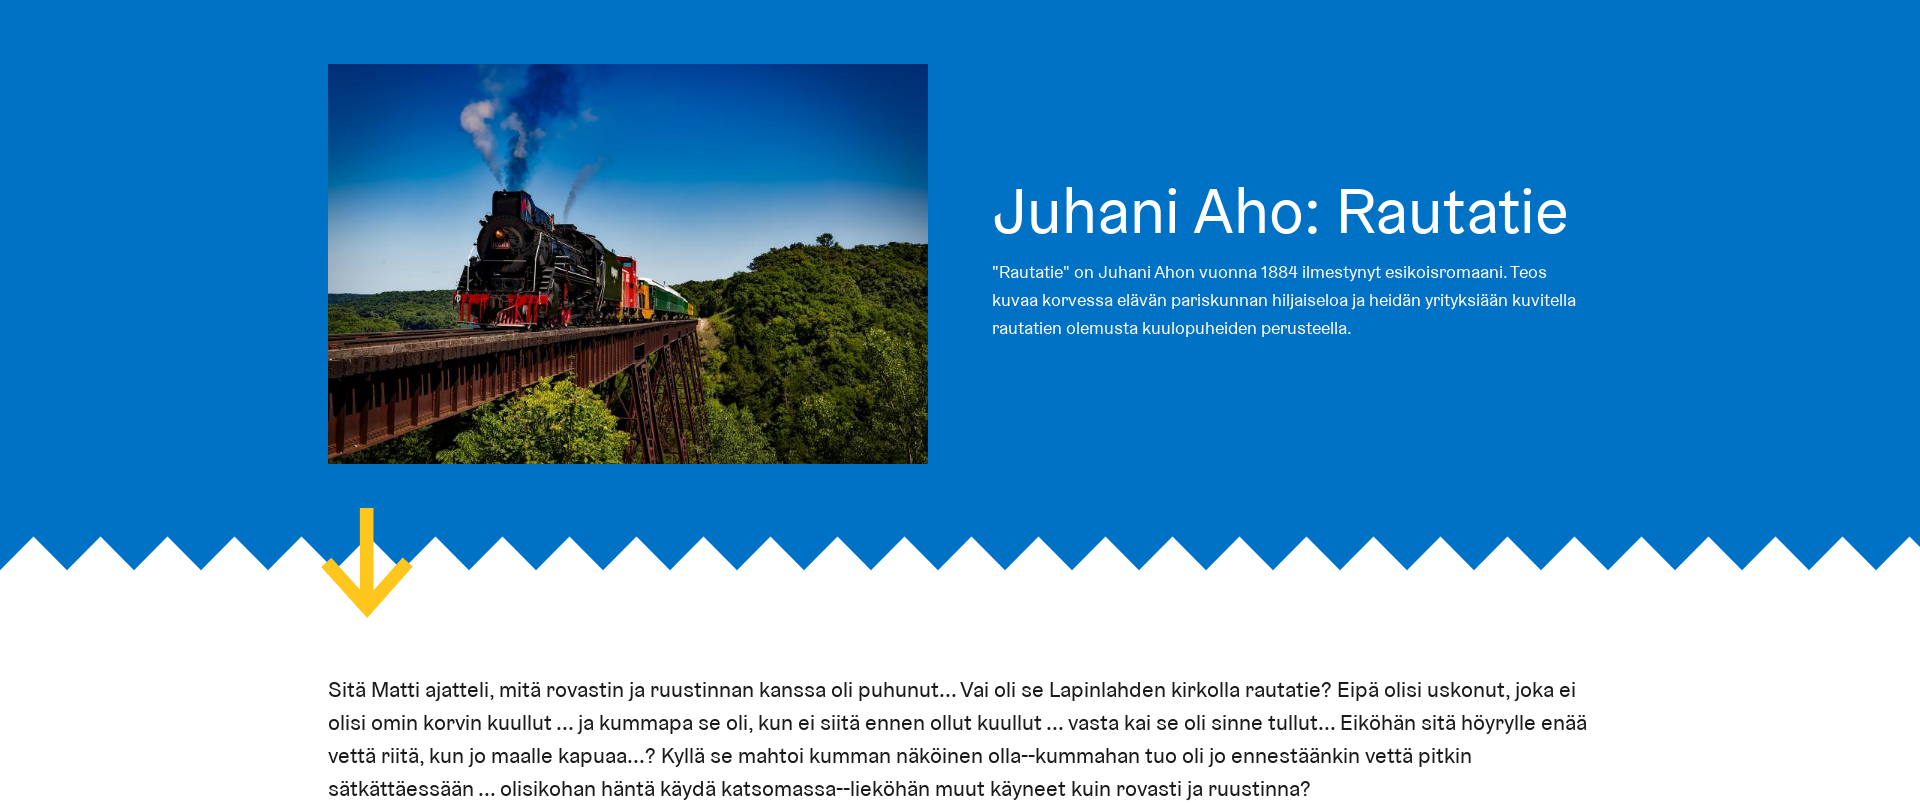 Juhani Aho: Rautatie
"Rautatie" on Juhani Ahon vuonna 1884 ilmestynyt esikoisromaani. Teos
kuvaa korvessa elävän pariskunnan hiljaiseloa ja heidän yrityksiään kuvitella
rautatien olemusta kuulopuheiden perusteella.
Sitä Matti ajatteli, mitä rovastin ja ruustinnan kanssa oli puhunut... Vai oli se Lapinlahden kirkolla rautatie? Eipä olisi uskonut, joka ei
olisi omin korvin kuullut ... ja kummapa se oli, kun ei siitä ennen ollut kuullut ... vasta kai se oli sinne tullut... Eiköhän sitä höyrylle enää
vettä riitä, kun jo maalle kapuaa...? Kyllä se mahtoi kumman näköinen olla--kummahan tuo oli jo ennestäänkin vettä pitkin
sätkättäessään ... olisikohan häntä käydä katsomassa--lieköhän muut käyneet kuin rovasti ja ruustinna?